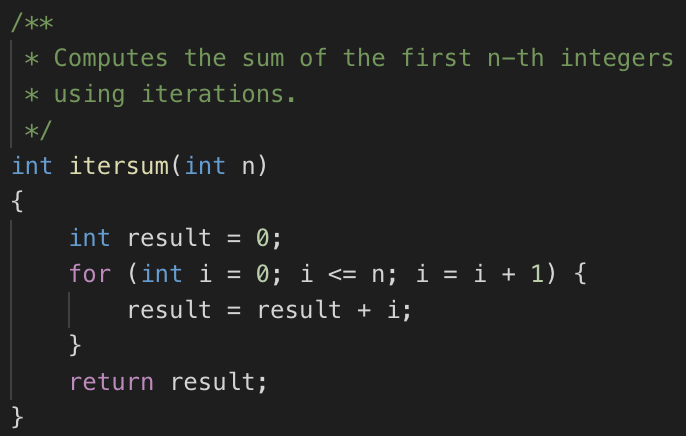 /**
 * Computes the sum of the first n-th integers
 * using iterations.
 */
int itersum(int n)
{
    int result = 0;
    for (int i = 0; i <= n; i = i + 1) {
        result = result + i;
    }
    return result;
}